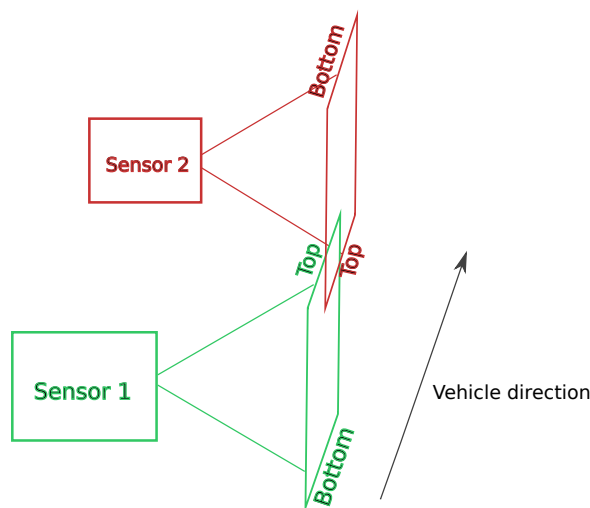 Bottom
Sensor 2
Top
Top
Sensor 1
Vehicle direction
Bottom